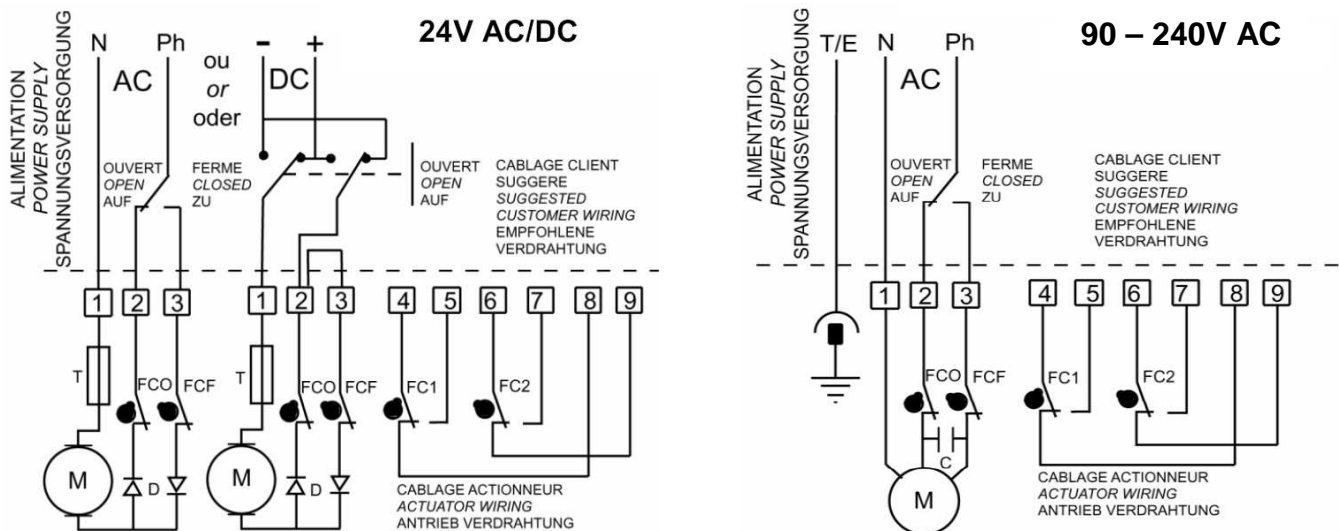 24V AC/DC
ALIMENTATION
POWER SUPPLY
SPANNUNGSVERSORGUNG
N Ph
AC
ou
or
oder
- +
DC
OUVERT
OPEN
AUF
FERME
CLOSED
ZU
OUVERT
OPEN
AUF
CABLAGE CLIENT
SUGGERE
SUGGESTED
CUSTOMER WIRING
EMPFOHLENE
VERDRAHTUNG
1 2 3 1 2 3 4 5 6 7 8 9
T FCO FCF T FCO FCF FC1 FC2
M D M D
CABLAGE ACTIONNEUR
ACTUATOR WIRING
ANTRIEB VERDRAHTUNG
90 – 240V AC
ALIMENTATION
POWER SUPPLY
SPANNUNGSVERSORGUNG
T/E N Ph
AC
OUVERT
OPEN
AUF
FERME
CLOSED
ZU
CABLAGE CLIENT
SUGGERE
SUGGESTED
CUSTOMER WIRING
EMPFOHLENE
VERDRAHTUNG
1 2 3 4 5 6 7 8 9
FCO FCF FC1 FC2
C
M
CABLAGE ACTIONNEUR
ACTUATOR WIRING
ANTRIEB VERDRAHTUNG